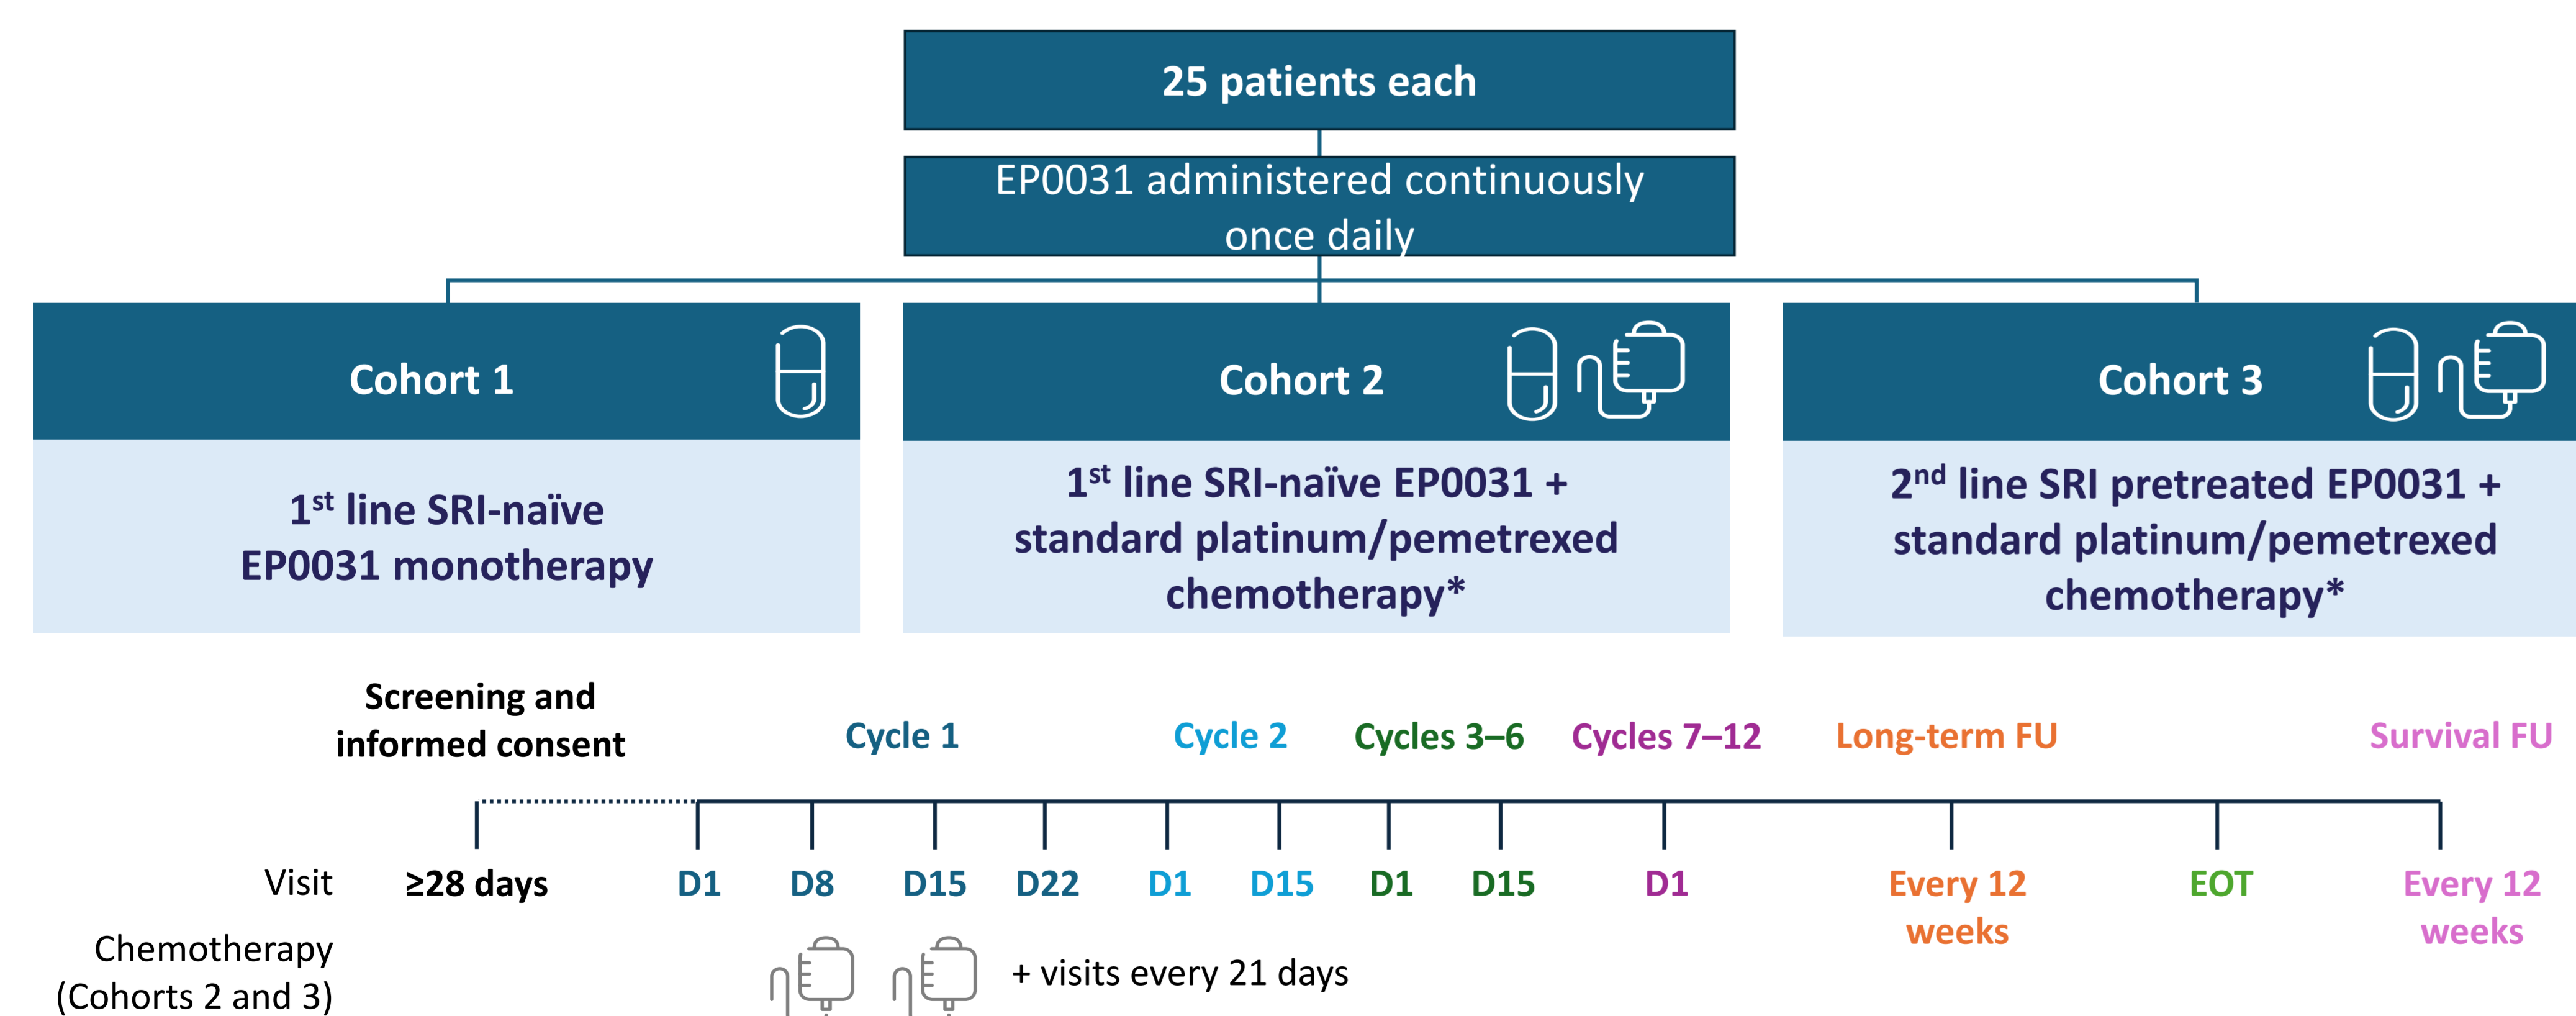 25 patients each
EP0031 administered continuously
once daily
Cohort 1
Cohort 2
Cohort 3
1st line SRI-naïve
EP0031 monotherapy
1st line SRI-naïve EP0031 +
standard platinum/pemetrexed
chemotherapy*
2nd line SRI pretreated EP0031 +
standard platinum/pemetrexed
chemotherapy*
Screening and
informed consent
Cycle 1
Cycle 2
Cycles 3–6
Cycles 7–12
Long-term FU
Survival FU
Visit
≥28 days
D1
D8
D15
D22
D1
D15
D1
D15
D1
Every 12
weeks
EOT
Every 12
weeks
Chemotherapy
(Cohorts 2 and 3)
+ visits every 21 days